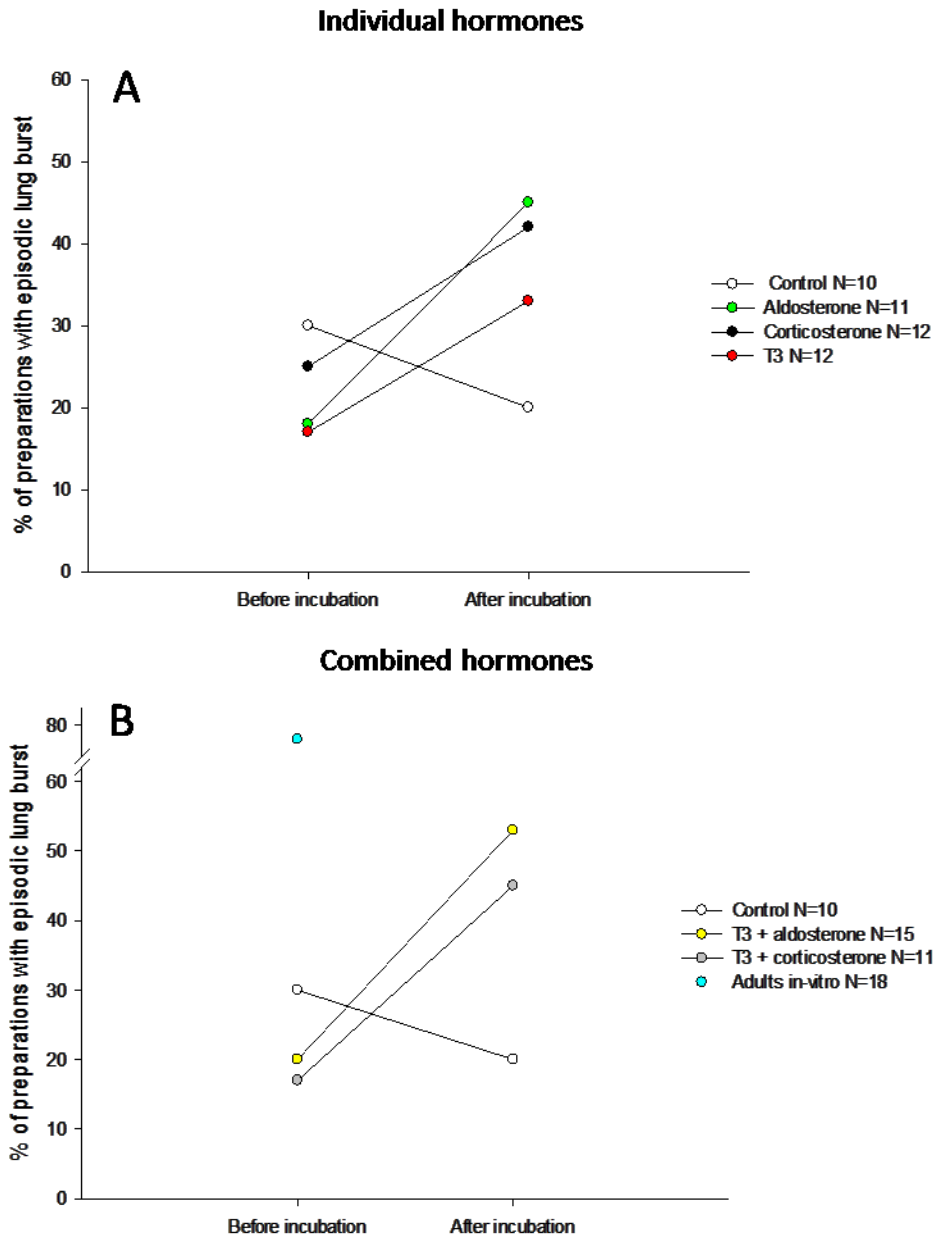 Individual hormones
A
% of preparations with episodic lung burst
60
50
40
30
20
10
0
Before incubation
After incubation
Control N=10
Aldosterone N=11
Corticosterone N=12
T3 N=12
Combined hormones
B
% of preparations with episodic lung burst
80
60
50
40
30
20
10
0
Before incubation
After incubation
Control N=10
T3 + aldosterone N=15
T3 + corticosterone N=11
Adults in-vitro N=18